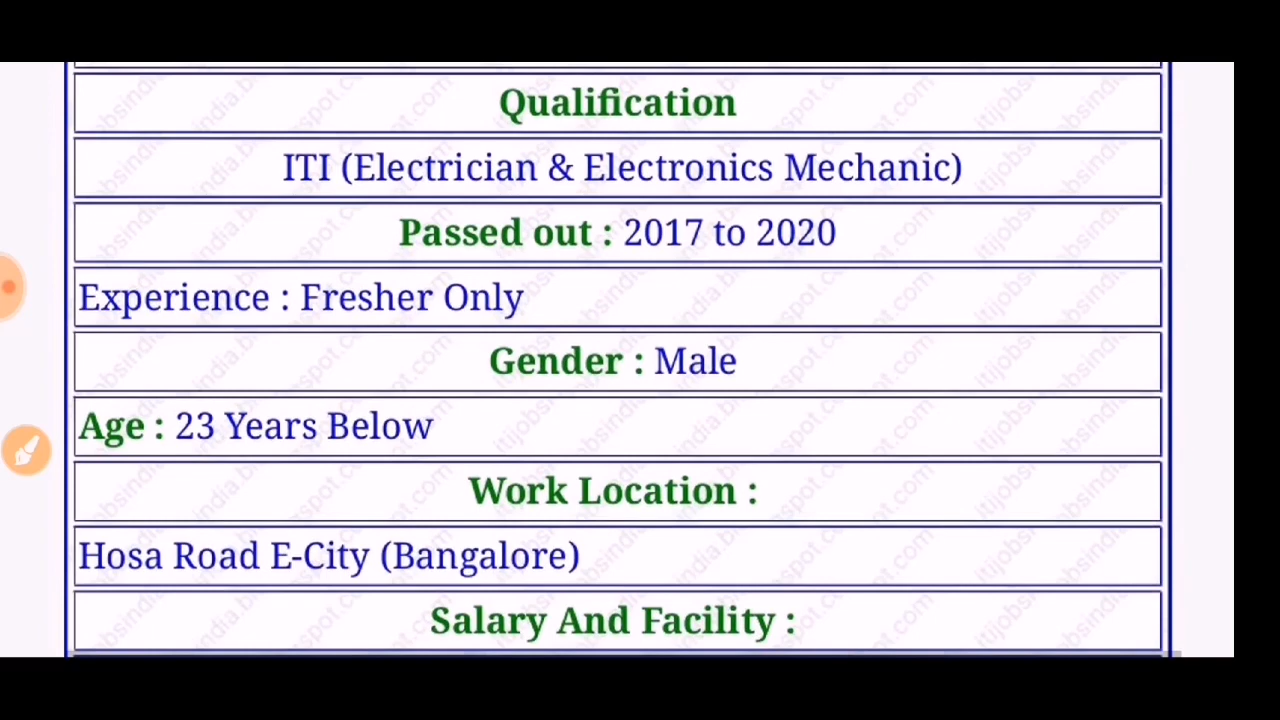 Qualification
ITI (Electrician & Electronics Mechanic)
Passed out : 2017 to 2020
Experience : Fresher Only
Gender : Male
Age : 23 Years Below
Work Location :
Hosa Road E-City (Bangalore)
Salary And Facility :